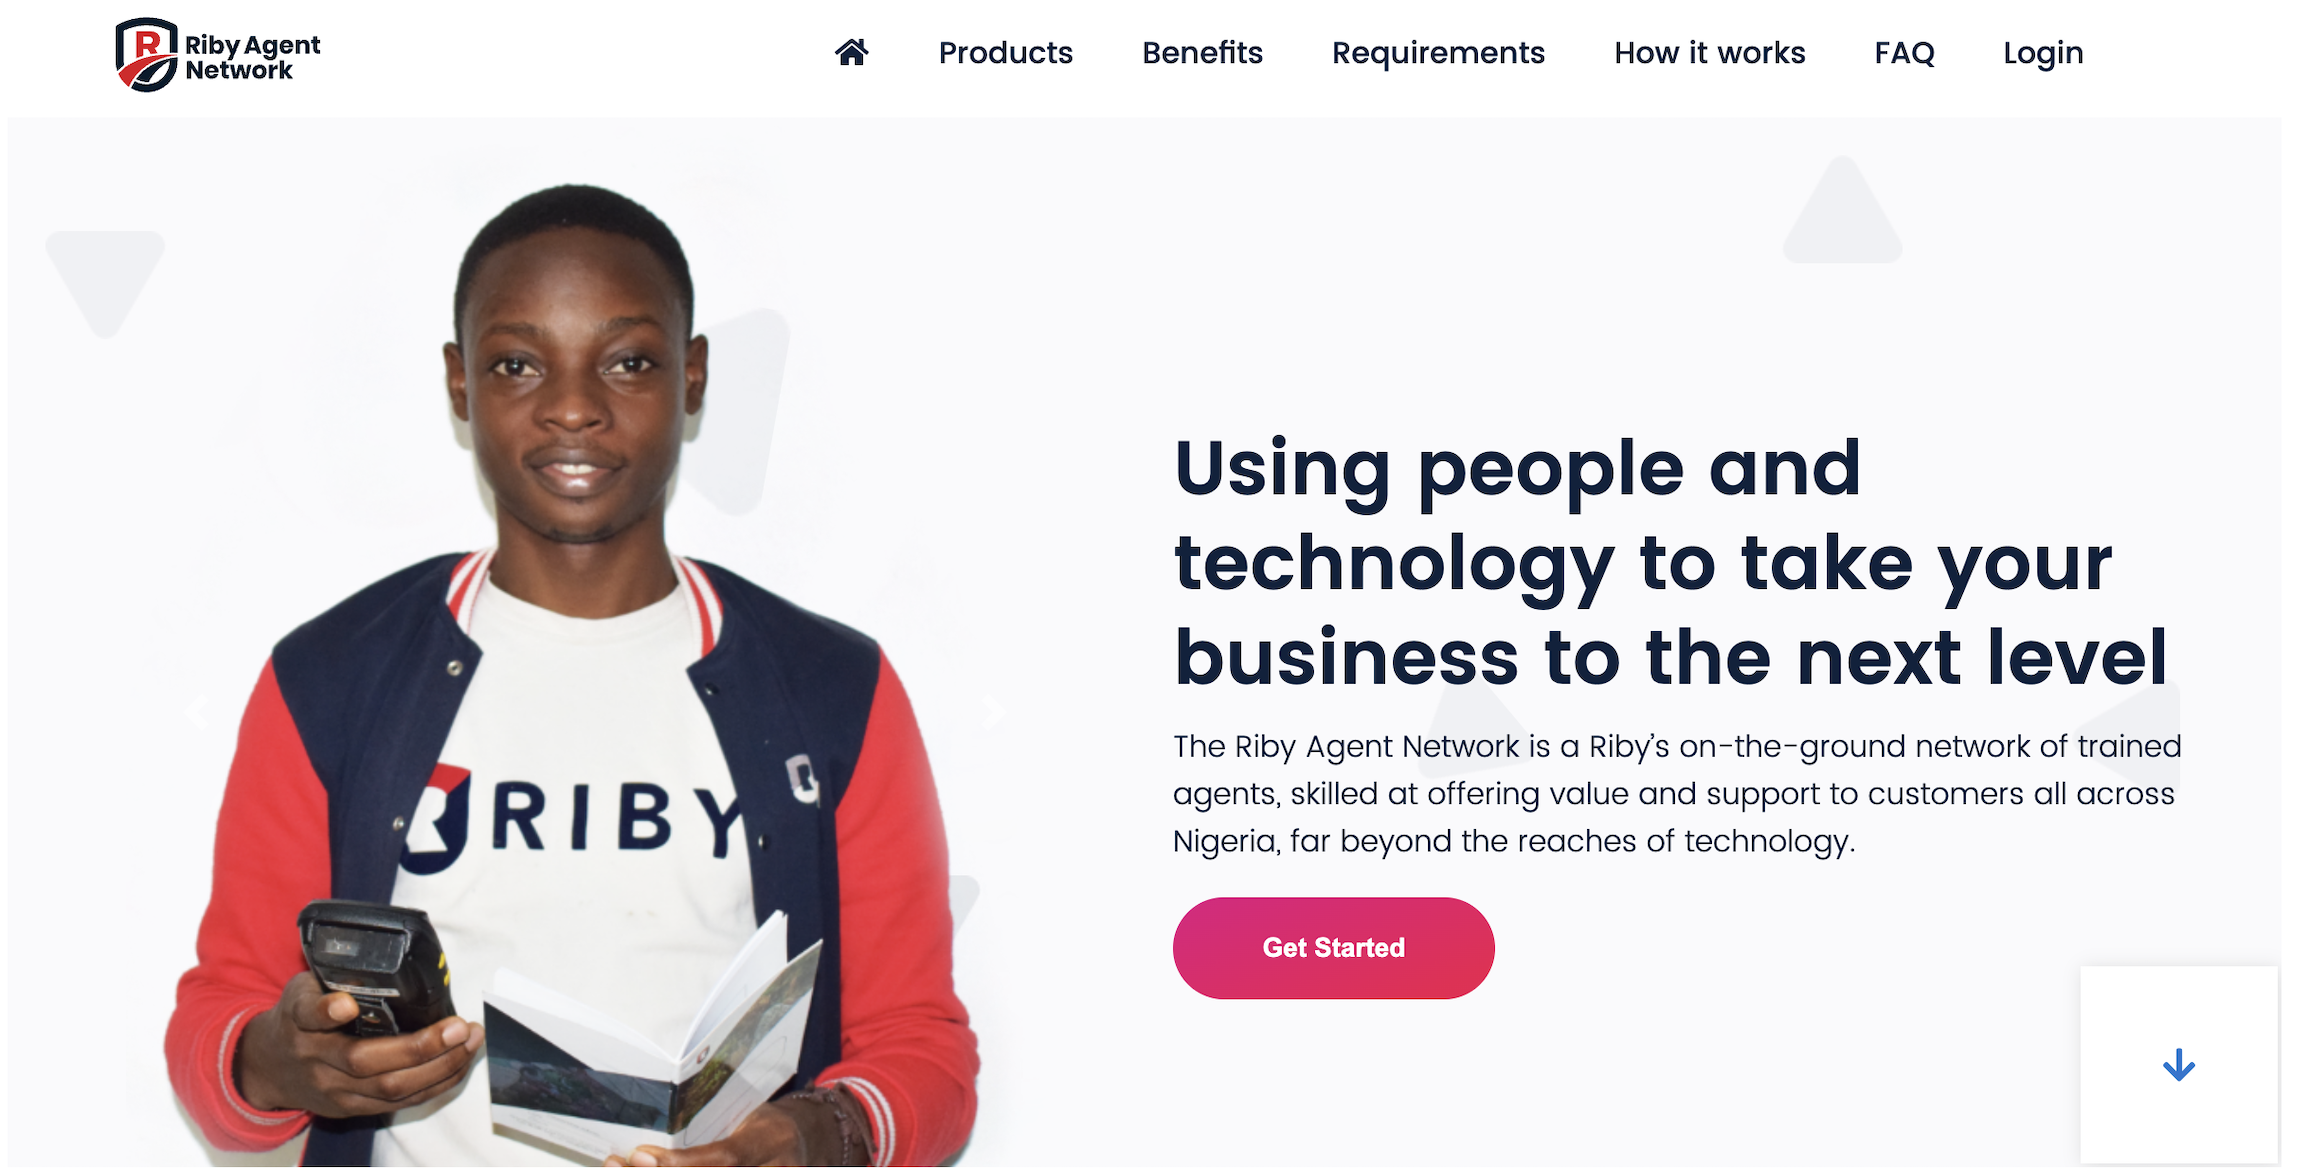 Riby Agent
Network
Products
Benefits
Requirements
How it works
FAQ
Login
Using people and
technology to take your
business to the next level
The Riby Agent Network is a Riby's on-the-ground network of trained
agents, skilled at offering value and support to customers all across
Nigeria, far beyond the reaches of technology.
Get Started
RIBY